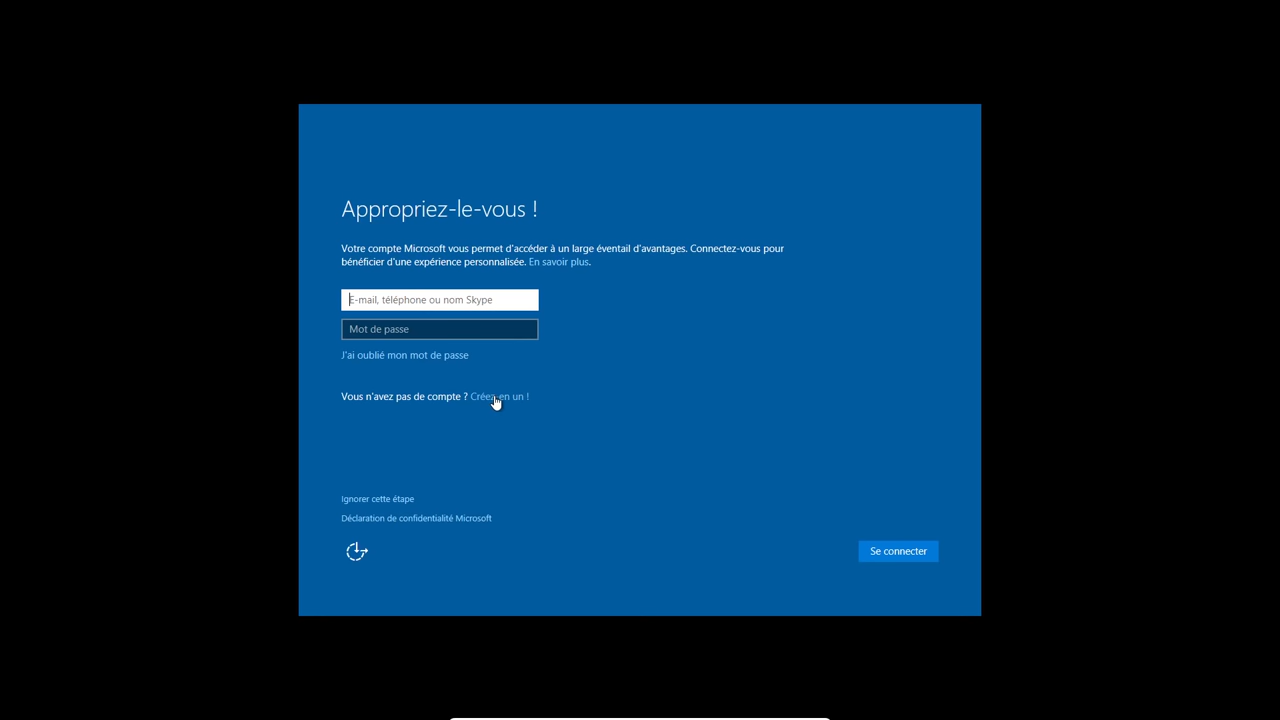 Appropriez-le-vous !
Votre compte Microsoft vous permet d'accéder à un large éventail d'avantages. Connectez-vous pour
bénéficier d'une expérience personnalisée. En savoir plus.
E-mail, téléphone ou nom Skype
Mot de passe
J'ai oublié mon mot de passe
Vous n'avez pas de compte ? Créez-en un !
Ignorer cette étape
Déclaration de confidentialité Microsoft
Se connecter